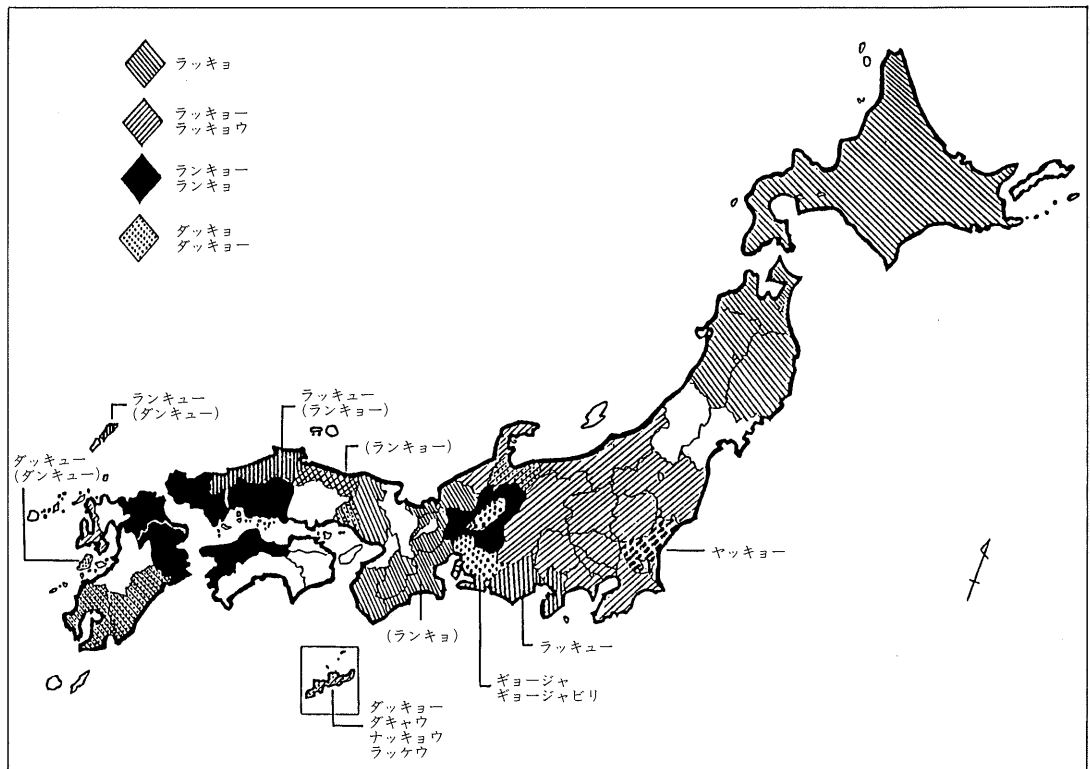 ラッキョ
ラッキョー
ラッキョウ
ランキョー
ランキョ
ダッキョ
ダッキョー
ランキュー
(ダンキュー)
ラッキュー
(ランキョー)
(ランキョー)
ダッキュー
(ダンキュー)
ヤッキョー
(ランキョ)
ラッキュー
ギョージャ
ギョージャビリ
ダッキョー
ダキャウ
ナッキョウ
ラッケウ